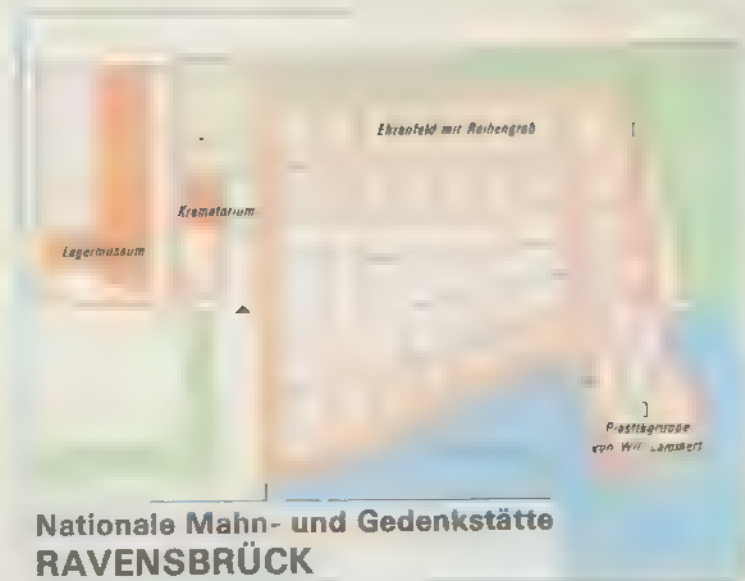 Ehrenfeld mit Reihengrab
Krematorium
Lagermuseum
Plastikgruppe
von Will Lammert
Nationale Mahn- und Gedenkstätte
RAVENSBRÜCK